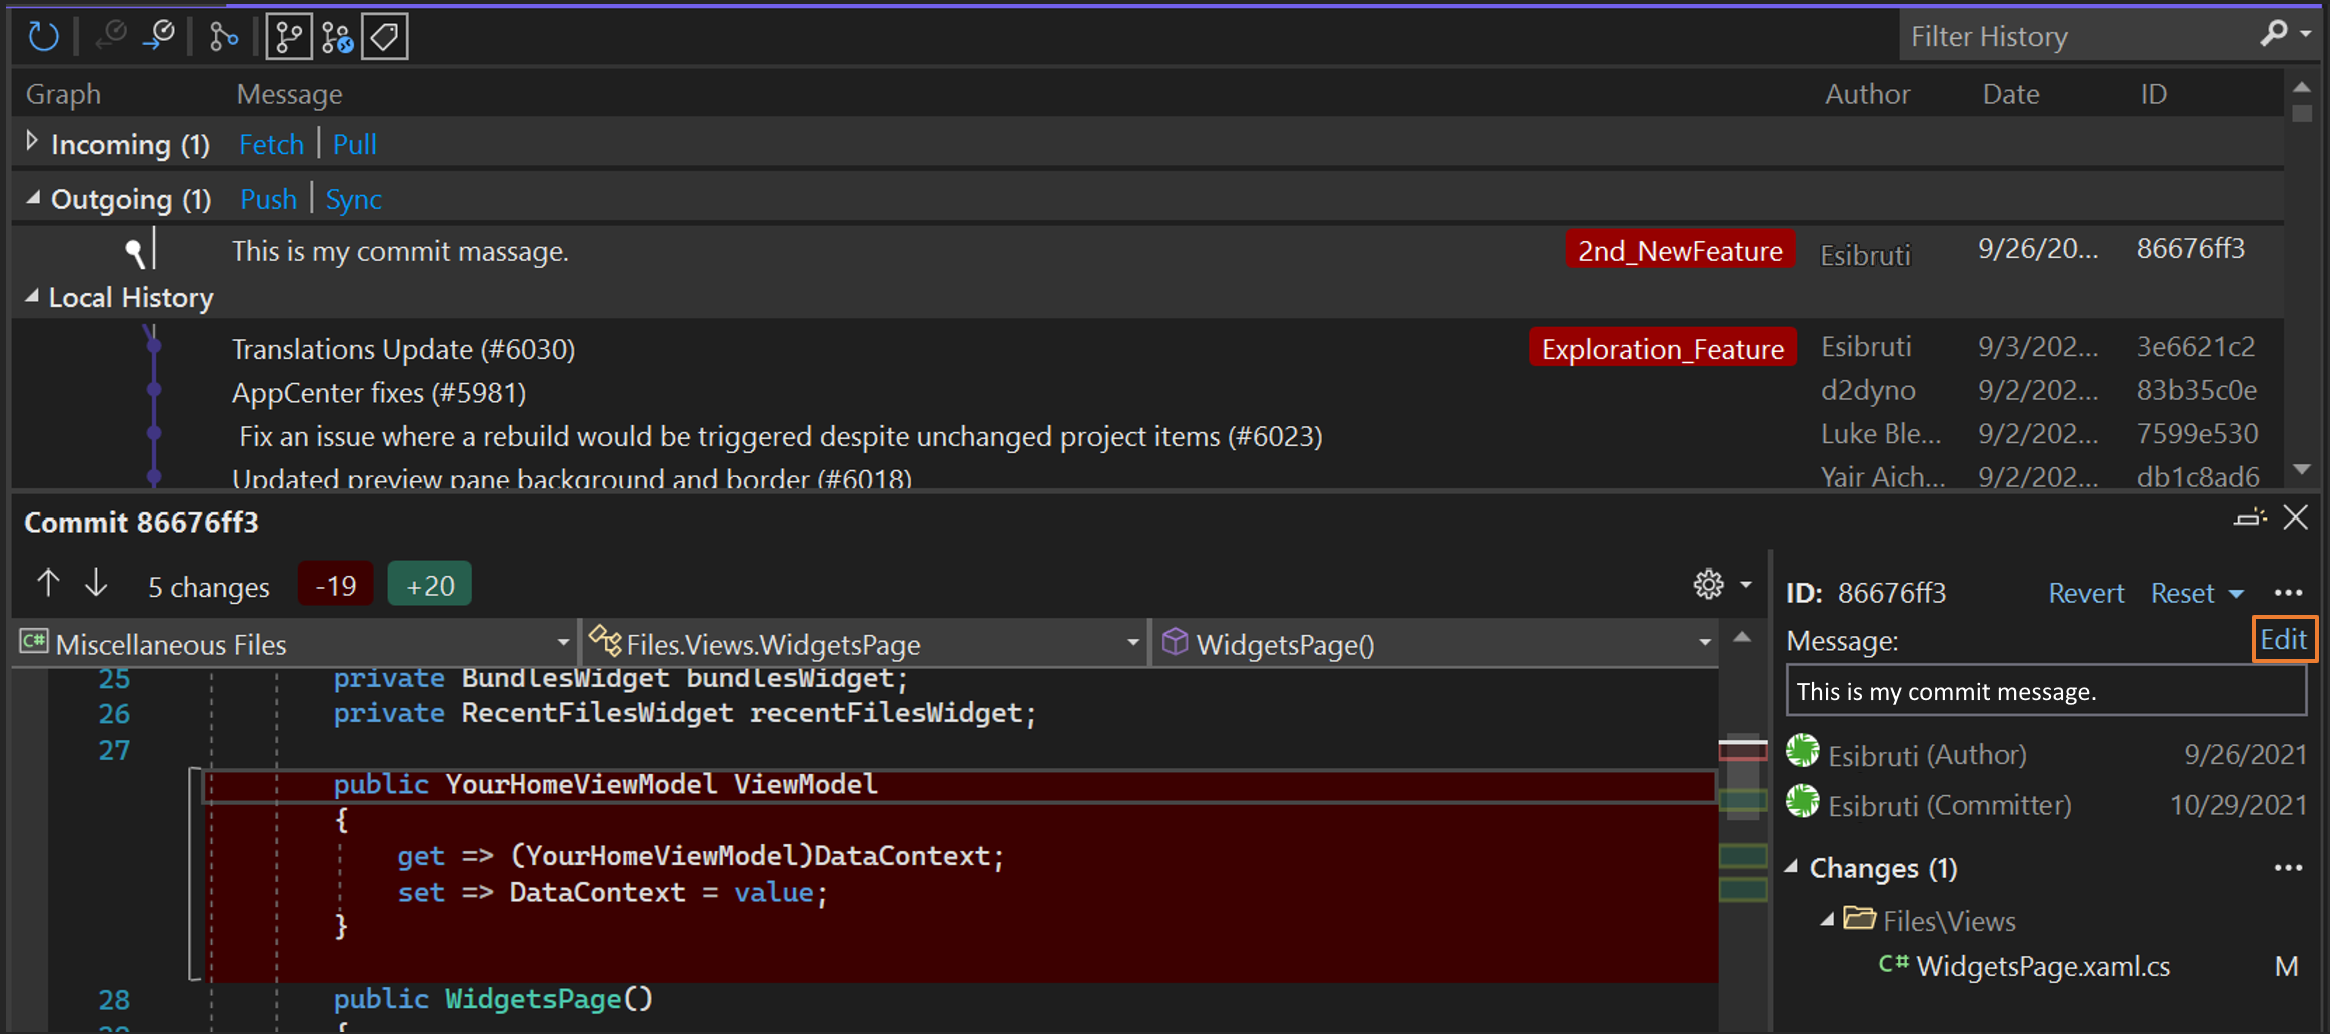 Filter History
Graph Message Author Date ID
Incoming (1) Fetch | Pull
Outgoing (1) Push | Sync
This is my commit massage. 2nd_NewFeature Esibruti 9/26/20... 86676ff3
Local History
Translations Update (#6030) Exploration_Feature Esibruti 9/3/202... 3e6621c2
AppCenter fixes (#5981) d2dyno 9/2/202... 83b35c0e
Fix an issue where a rebuild would be triggered despite unchanged project items (#6023) Luke Ble... 9/2/202... 7599e530
Updated preview pane background and border (#6018) Yair Aich... 9/2/202... db1c8ad6
Commit 86676ff3
5 changes -19 +20
C# Miscellaneous Files Files.Views.WidgetsPage WidgetsPage()
25 private BundlesWidget bundlesWidget;
26 private RecentFilesWidget recentFilesWidget;
27
public YourHomeViewModel ViewModel
{
get => (YourHomeViewModel)DataContext;
set => DataContext = value;
}
28 public WidgetsPage()
29 {
ID: 86676ff3 Revert Reset ...
Message: Edit
This is my commit message.
Esibruti (Author) 9/26/2021
Esibruti (Committer) 10/29/2021
Changes (1) ...
Files\Views
C# WidgetsPage.xaml.cs M